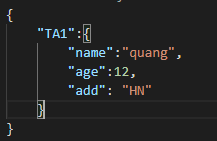 {
"TA1":{
"name":"quang",
"age":12,
"add": "HN"
}
}